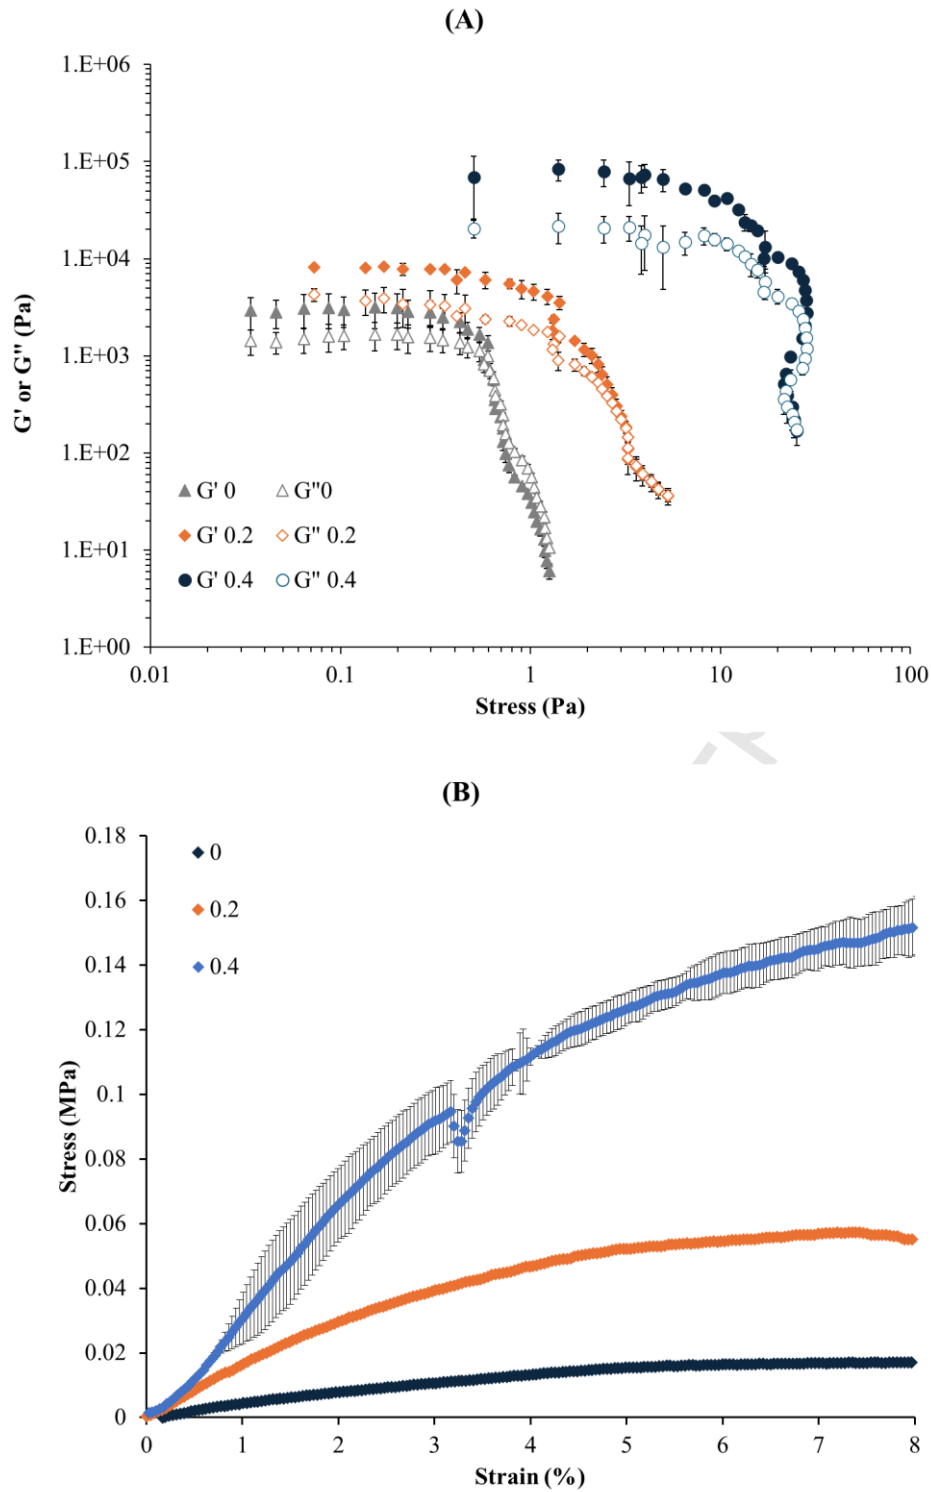 (A)
1.E+06
1.E+05
1.E+04
1.E+03
1.E+02
1.E+01
1.E+00
G' or G'' (Pa)
G' 0 G''0
G' 0.2 G'' 0.2
G' 0.4 G'' 0.4
0.01 0.1 1 10 100
Stress (Pa)
(B)
0.18
0.16
0.14
0.12
0.1
0.08
0.06
0.04
0.02
0
Stress (MPa)
0
0.2
0.4
0 1 2 3 4 5 6 7 8
Strain (%)